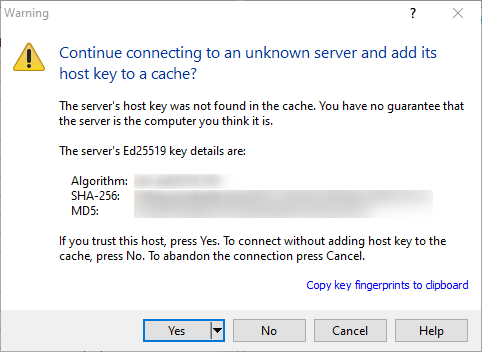 Warning
?
Continue connecting to an unknown server and add its
host key to a cache?
The server's host key was not found in the cache. You have no guarantee that
the server is the computer you think it is.
The server's Ed25519 key details are:
Algorithm:
SHA-256:
MD5:
If you trust this host, press Yes. To connect without adding host key to the
cache, press No. To abandon the connection press Cancel.
Copy key fingerprints to clipboard
Yes
No
Cancel
Help